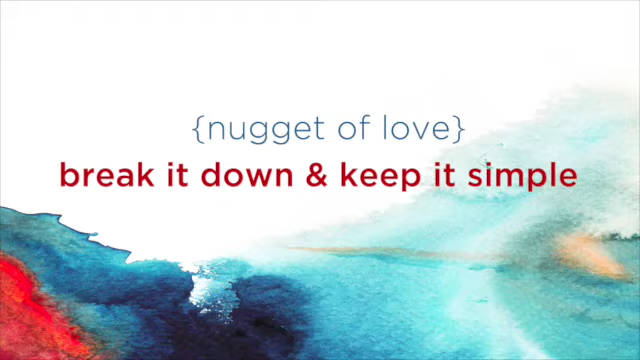 {nugget of love}
break it down & keep it simple